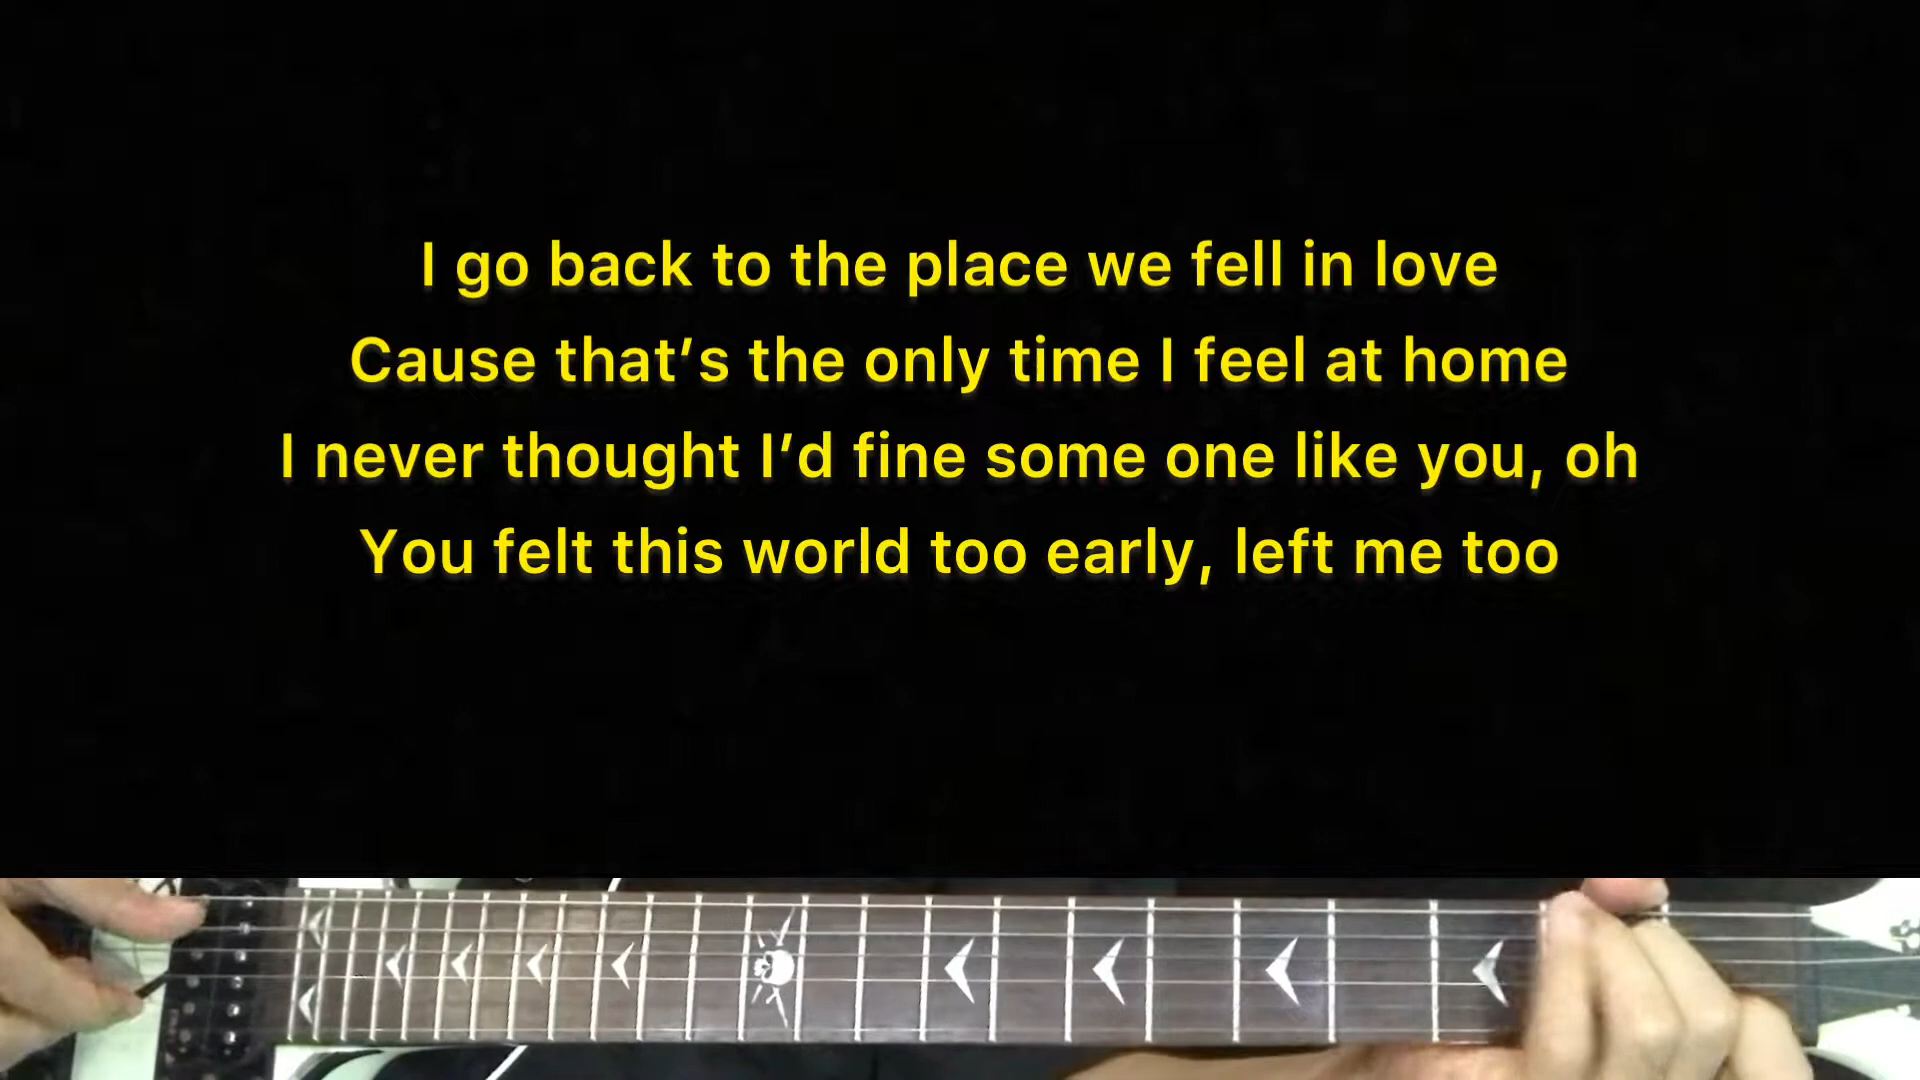 I go back to the place we fell in love
Cause that’s the only time I feel at home
I never thought I’d fine some one like you, oh
You felt this world too early, left me too